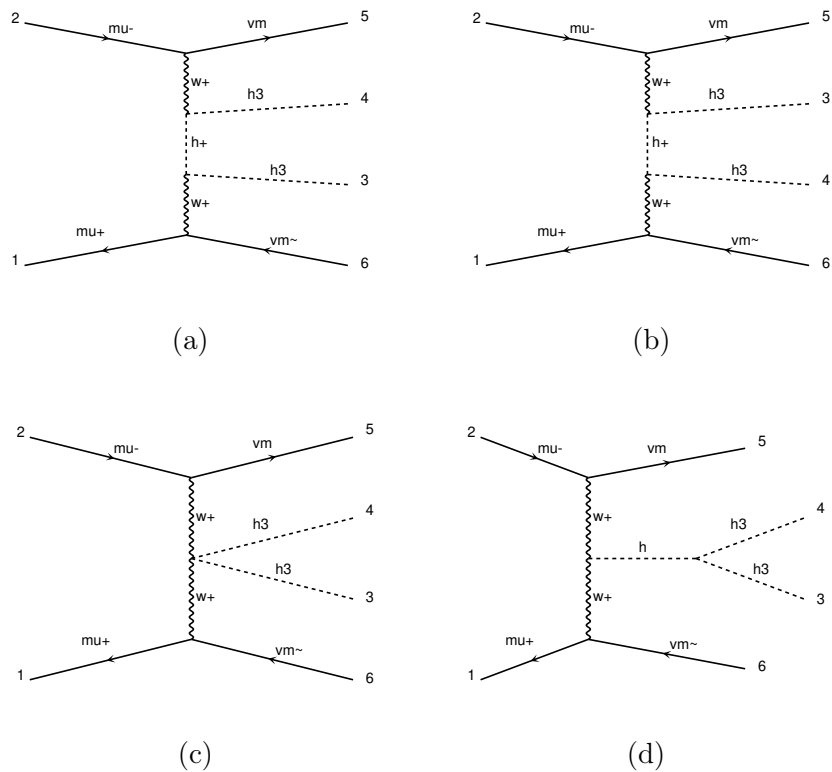 2 mu- vm 5
w+
h3 4
h+
h3 3
w+
mu+ vm~
1 6
(a)
2 mu- vm 5
w+
h3 3
h+
h3 4
w+
mu+ vm~
1 6
(b)
2 mu- vm 5
w+
h3 4
h3 3
w+
mu+ vm~
1 6
(c)
2 mu- vm 5
w+
h h3 4
h3 3
w+
mu+ vm~
1 6
(d)